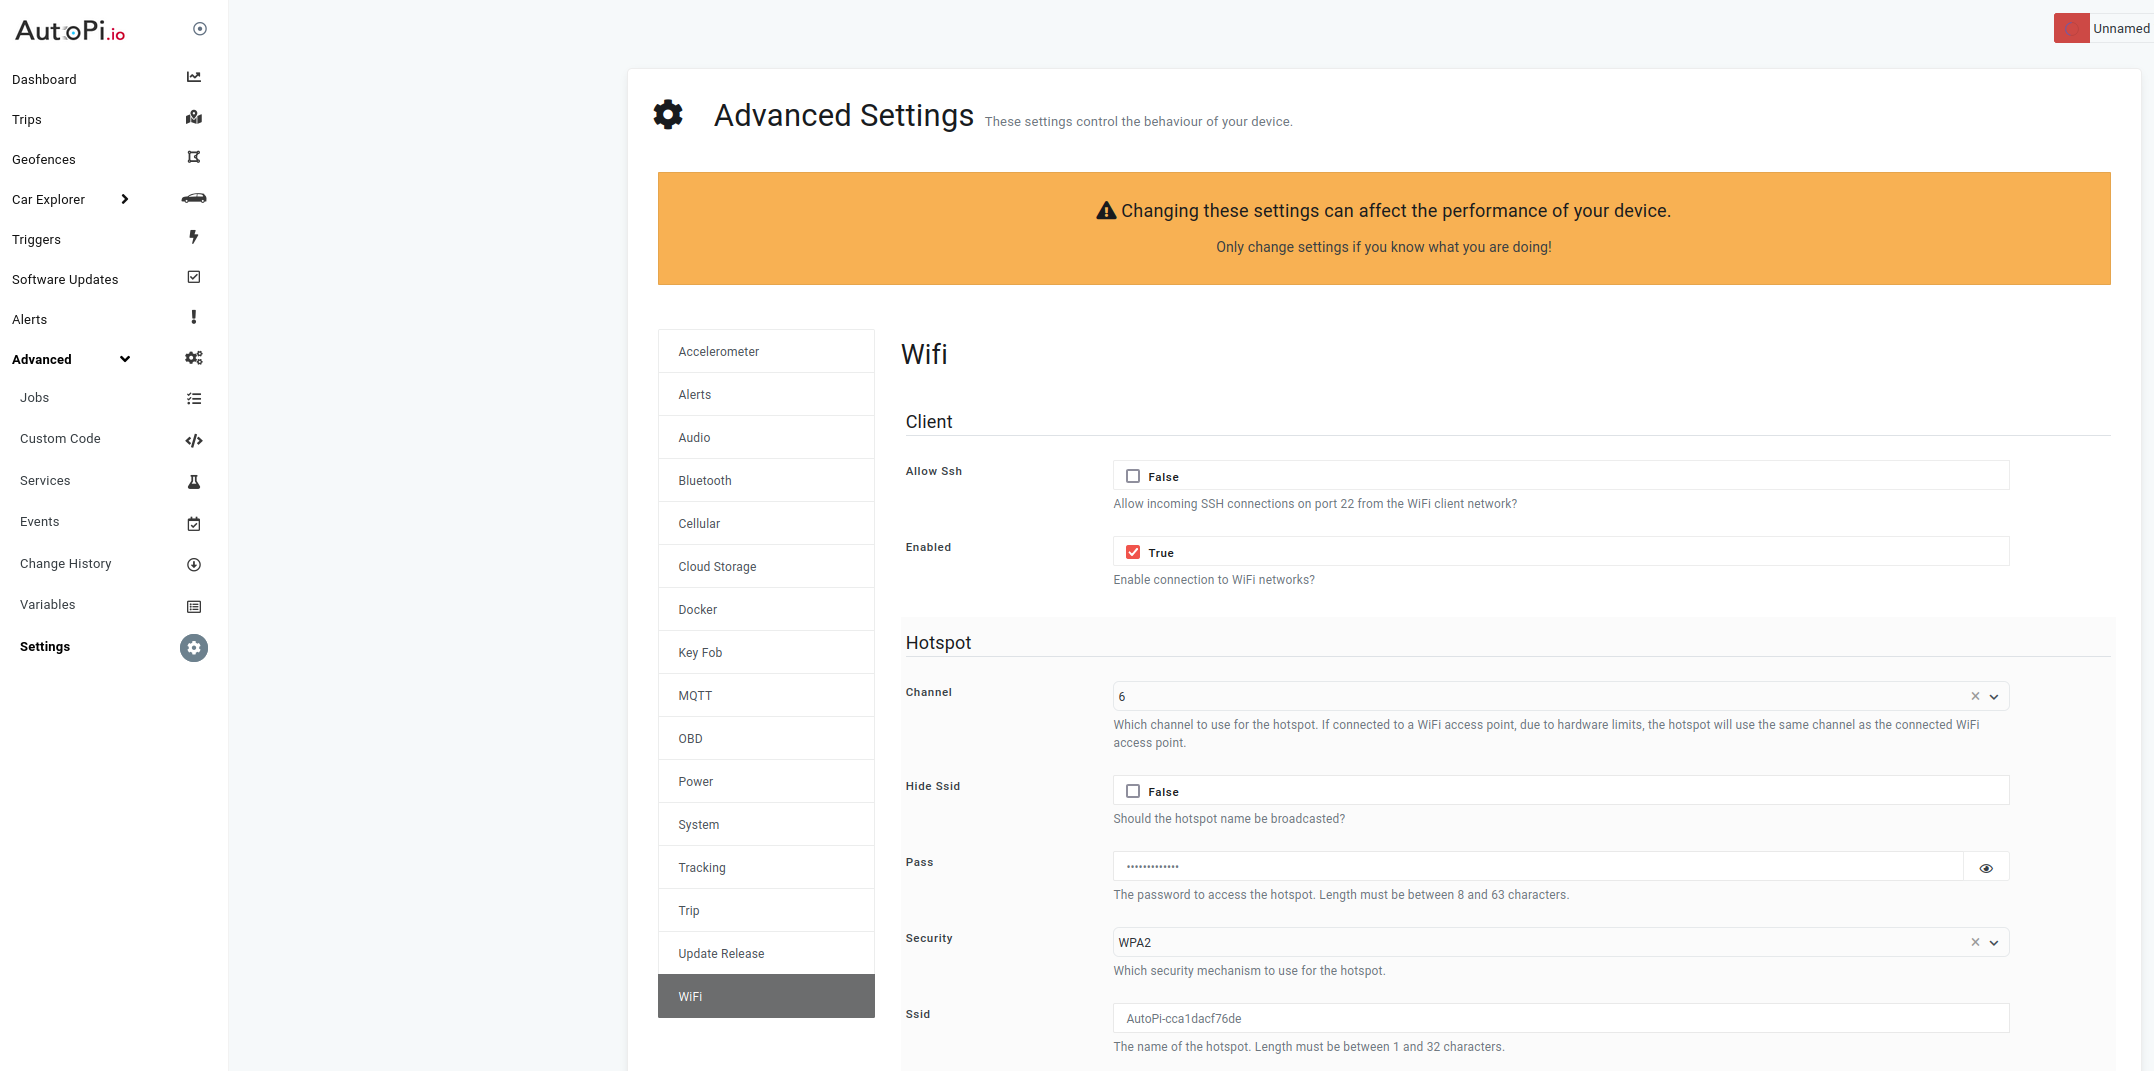 AutoPi.io
Unnamed
Dashboard
Trips
Geofences
Car Explorer
Triggers
Software Updates
Alerts
Advanced
Jobs
Custom Code
Services
Events
Change History
Variables
Settings
Advanced Settings These settings control the behaviour of your device.
Changing these settings can affect the performance of your device.
Only change settings if you know what you are doing!
Accelerometer
Alerts
Audio
Bluetooth
Cellular
Cloud Storage
Docker
Key Fob
MQTT
OBD
Power
System
Tracking
Trip
Update Release
WiFi
Wifi
Client
Allow Ssh
False
Allow incoming SSH connections on port 22 from the WiFi client network?
Enabled
True
Enable connection to WiFi networks?
Hotspot
Channel
6
Which channel to use for the hotspot. If connected to a WiFi access point, due to hardware limits, the hotspot will use the same channel as the connected WiFi
access point.
Hide Ssid
False
Should the hotspot name be broadcasted?
Pass
•••••••••••••
The password to access the hotspot. Length must be between 8 and 63 characters.
Security
WPA2
Which security mechanism to use for the hotspot.
Ssid
AutoPi-cca1dacf76de
The name of the hotspot. Length must be between 1 and 32 characters.